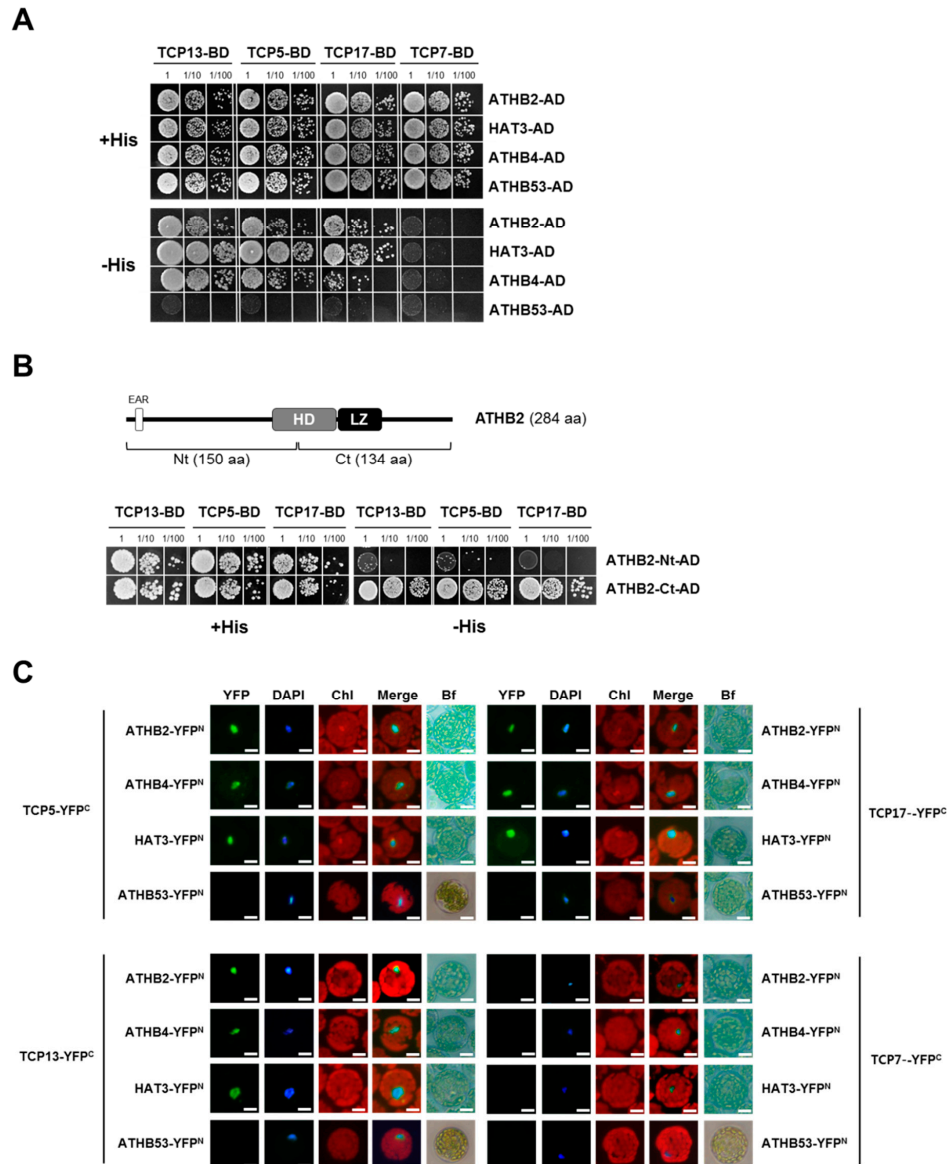 A
TCP13-BD TCP5-BD TCP17-BD TCP7-BD
1 1/10 1/100 1 1/10 1/100 1 1/10 1/100 1 1/10 1/100
+His
ATHB2-AD
HAT3-AD
ATHB4-AD
ATHB53-AD
-His
ATHB2-AD
HAT3-AD
ATHB4-AD
ATHB53-AD
B
EAR
HD LZ ATHB2 (284 aa)
Nt (150 aa) Ct (134 aa)
TCP13-BD TCP5-BD TCP17-BD TCP13-BD TCP5-BD TCP17-BD
1 1/10 1/100 1 1/10 1/100 1 1/10 1/100 1 1/10 1/100 1 1/10 1/100 1 1/10 1/100
ATHB2-Nt-AD
ATHB2-Ct-AD
+His -His
C
YFP DAPI Chl Merge Bf YFP DAPI Chl Merge Bf
TCP5-YFPᶜ
ATHB2-YFPᴺ ATHB2-YFPᴺ
ATHB4-YFPᴺ ATHB4-YFPᴺ
HAT3-YFPᴺ HAT3-YFPᴺ
ATHB53-YFPᴺ ATHB53-YFPᴺ
TCP17--YFPᶜ
TCP13-YFPᶜ
ATHB2-YFPᴺ ATHB2-YFPᴺ
ATHB4-YFPᴺ ATHB4-YFPᴺ
HAT3-YFPᴺ HAT3-YFPᴺ
ATHB53-YFPᴺ ATHB53-YFPᴺ
TCP7--YFPᶜ